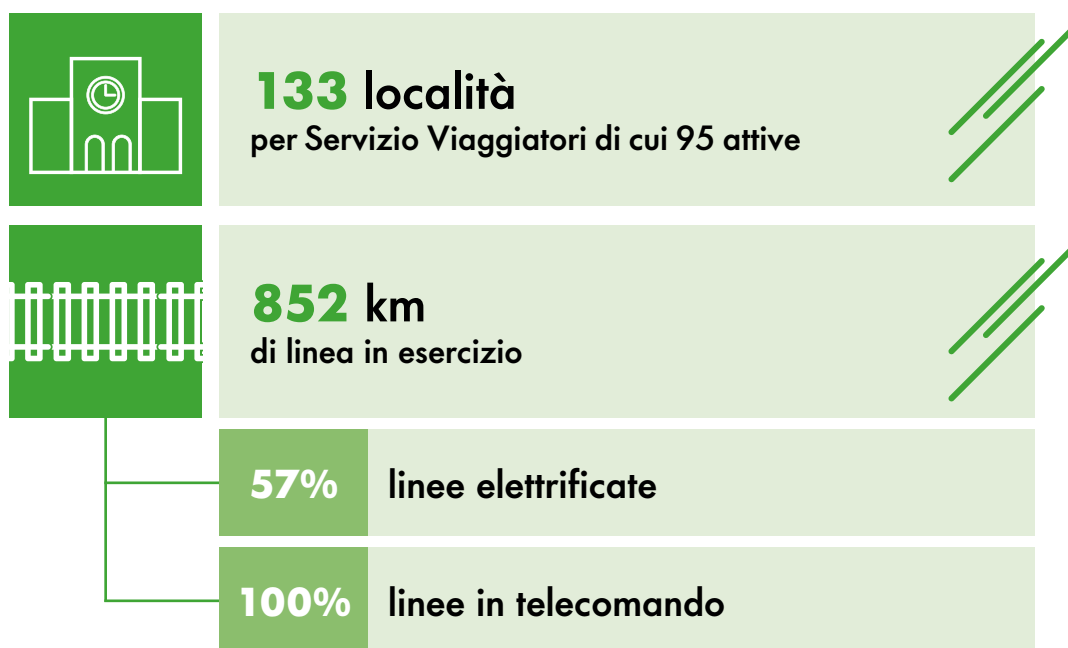 133 località
per Servizio Viaggiatori di cui 95 attive
852 km
di linea in esercizio
57% linee elettrificate
100% linee in telecomando